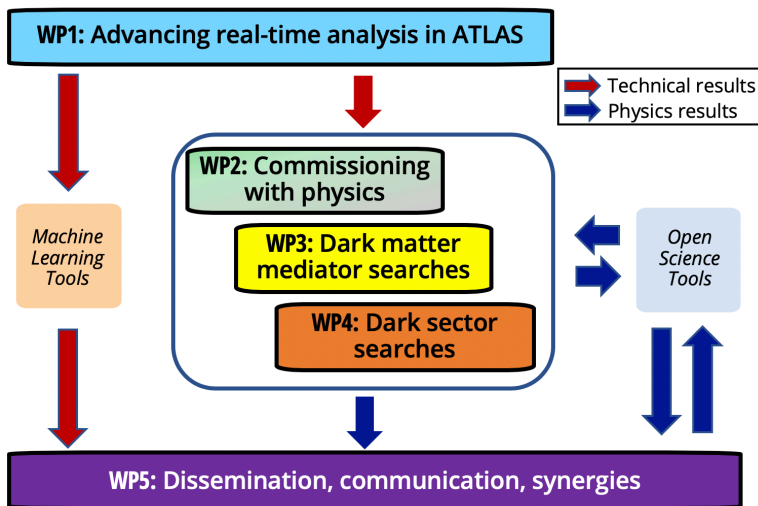 WP1: Advancing real-time analysis in ATLAS
Technical results
Physics results
WP2: Commissioning
with physics
WP3: Dark matter
mediator searches
WP4: Dark sector
searches
Machine
Learning
Tools
Open
Science
Tools
WP5: Dissemination, communication, synergies